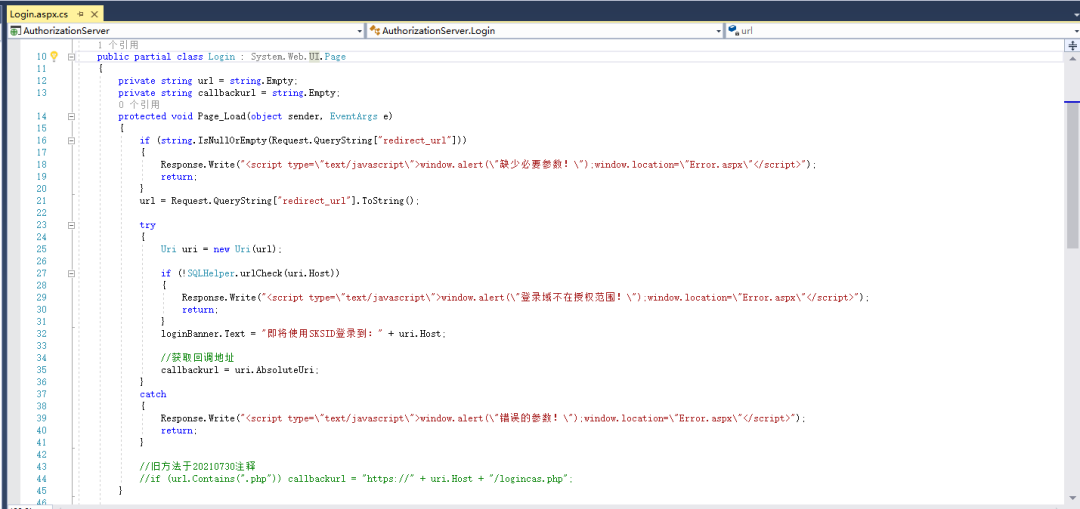 Login.aspx.cs
AuthorizationServer AuthorizationServer.Login url
1 个引用
10 public partial class Login : System.Web.UI.Page
11 {
12 private string url = string.Empty;
13 private string callbackurl = string.Empty;
0 个引用
14 protected void Page_Load(object sender, EventArgs e)
15 {
16 if (string.IsNullOrEmpty(Request.QueryString["redirect_url"]))
17 {
18 Response.Write("<script type=\"text/javascript\">window.alert(\"缺少必要参数！\");window.location=\"Error.aspx\"</script>");
19 return;
20 }
21 url = Request.QueryString["redirect_url"].ToString();
22
23 try
24 {
25 Uri uri = new Uri(url);
26
27 if (!SQLHelper.urlCheck(uri.Host))
28 {
29 Response.Write("<script type=\"text/javascript\">window.alert(\"登录域不在授权范围！\");window.location=\"Error.aspx\"</script>");
30 return;
31 }
32 loginBanner.Text = "即将使用SKSID登录到：" + uri.Host;
33
34 //获取回调地址
35 callbackurl = uri.AbsoluteUri;
36 }
37 catch
38 {
39 Response.Write("<script type=\"text/javascript\">window.alert(\"错误的参数！\");window.location=\"Error.aspx\"</script>");
40 return;
41 }
42
43 //旧方法于20210730注释
44 //if (url.Contains(".php")) callbackurl = "https://" + uri.Host + "/logincas.php";
45 }
46